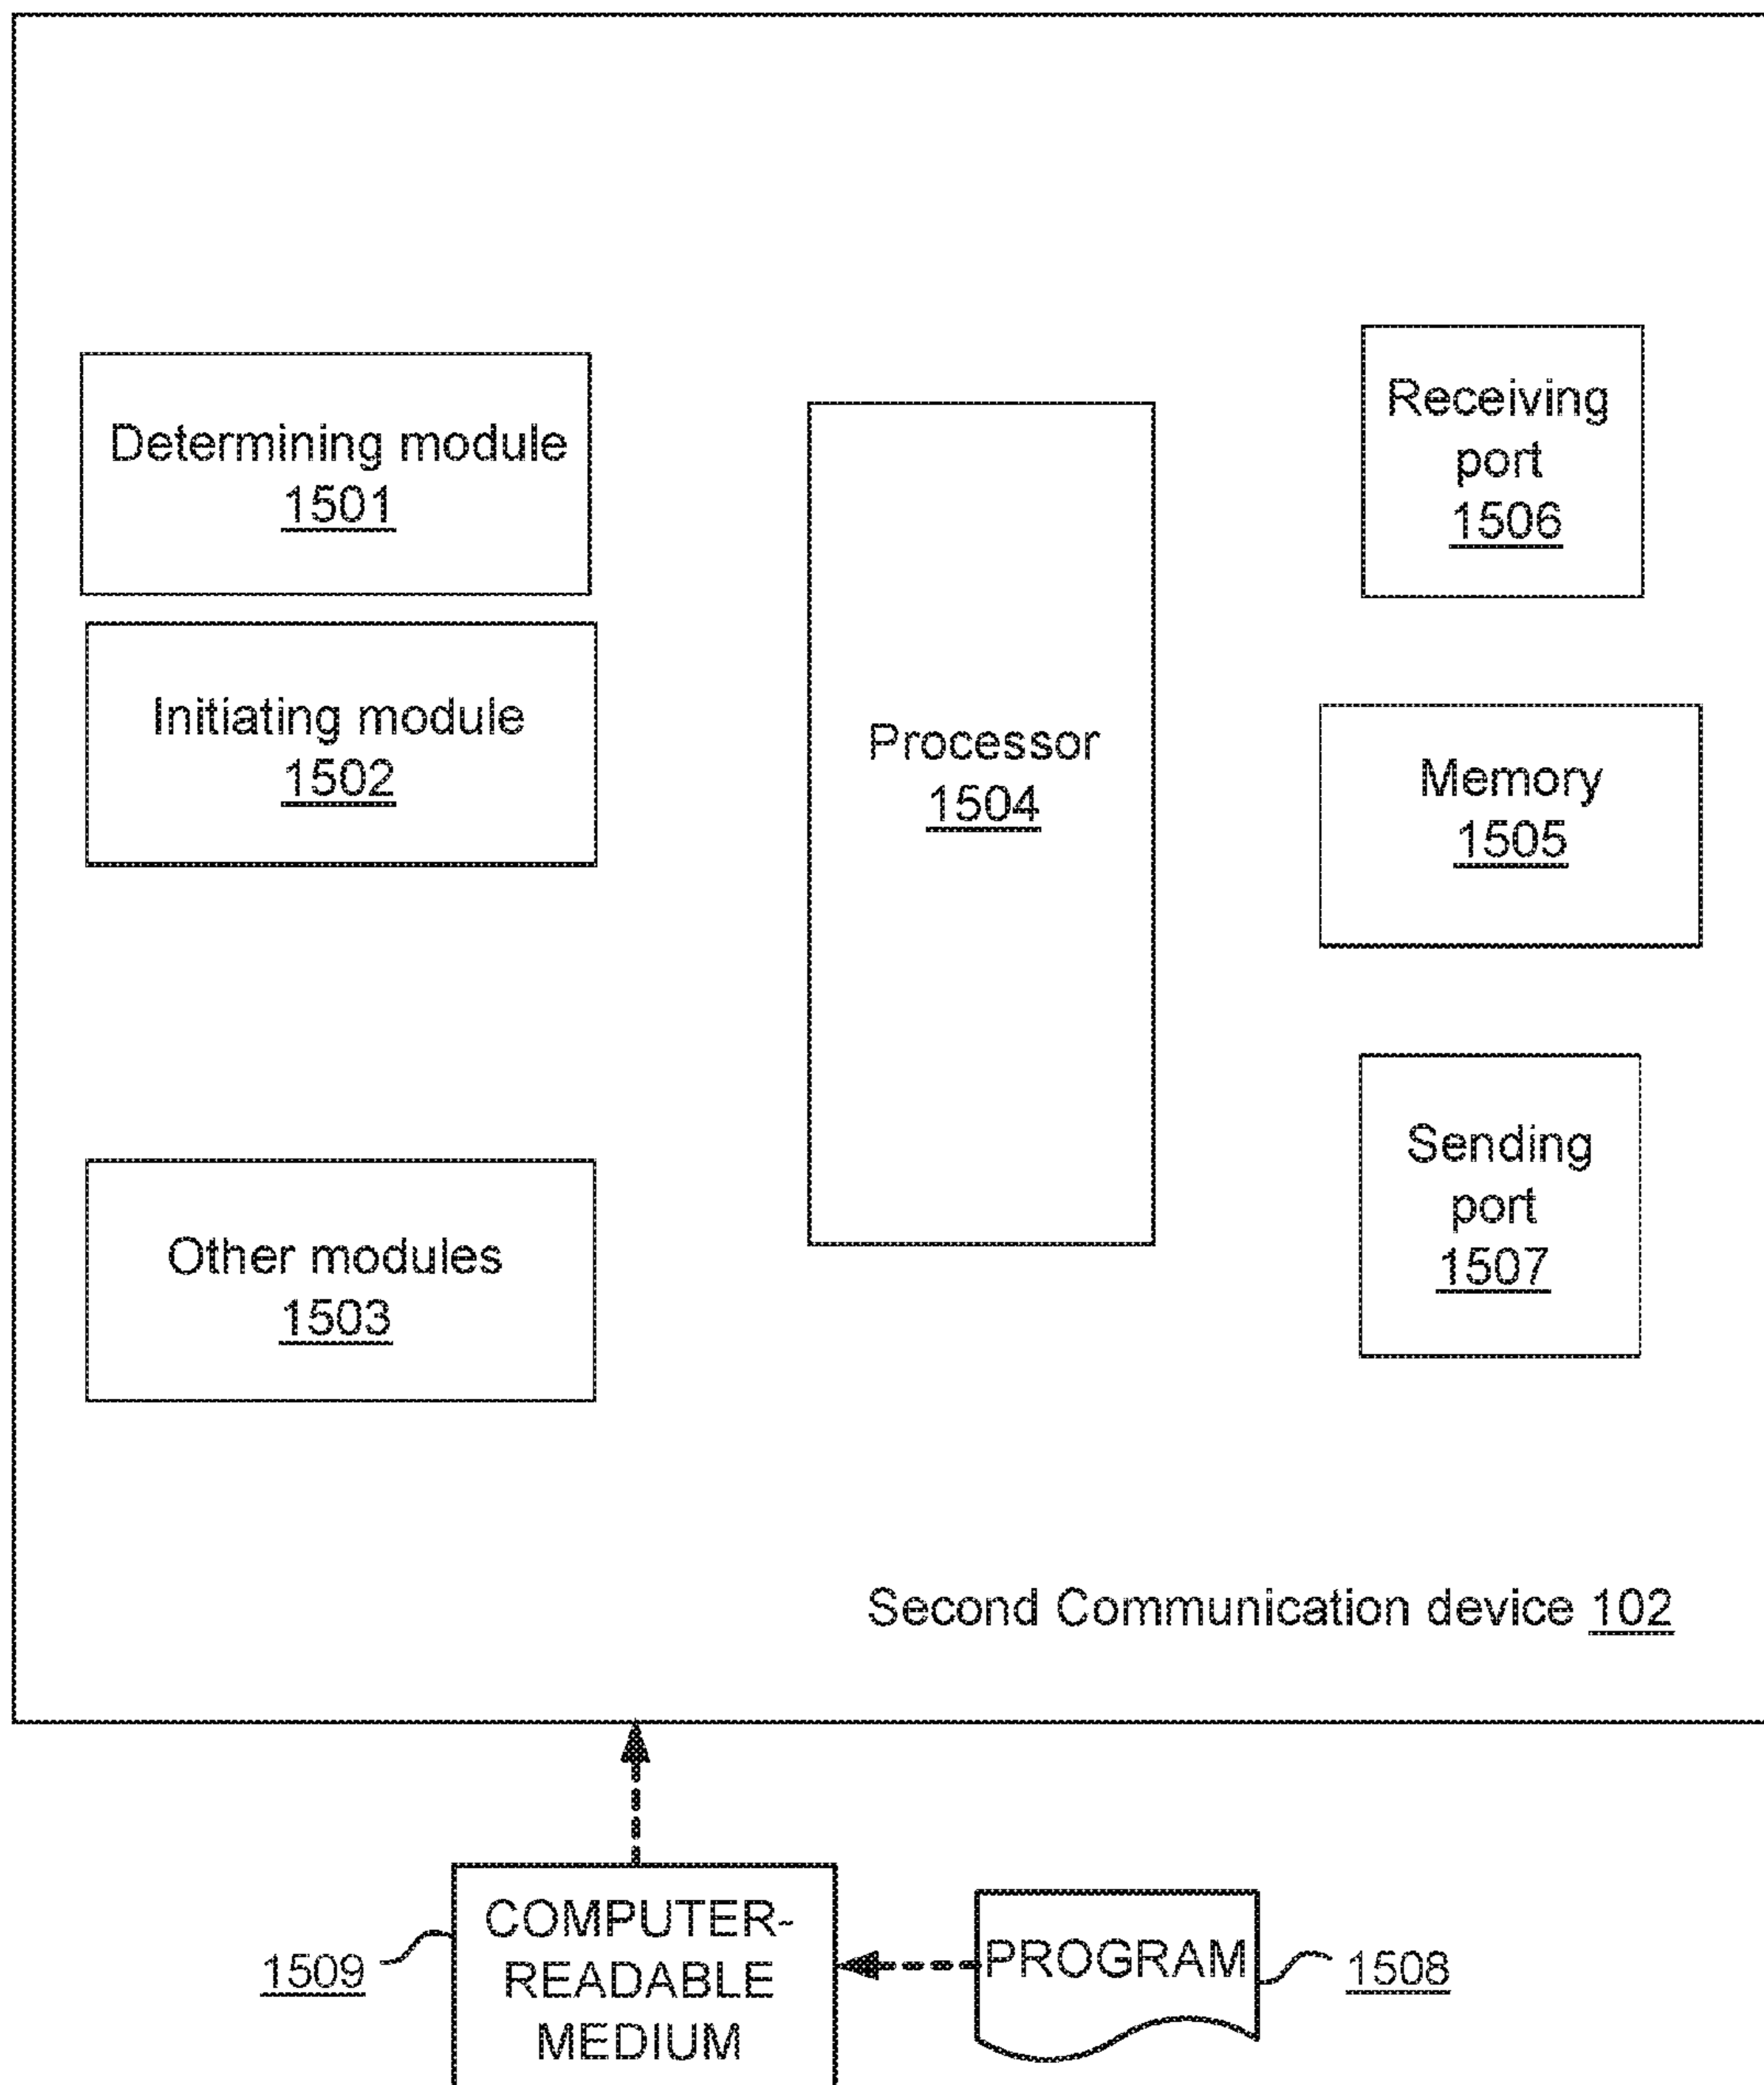 Determining module
1501
Initiating module
1502
Other modules
1503
Processor
1504
Receiving
port
1506
Memory
1505
Sending
port
1507
Second Communication device 102
1509
COMPUTER-
READABLE
MEDIUM
PROGRAM
1508